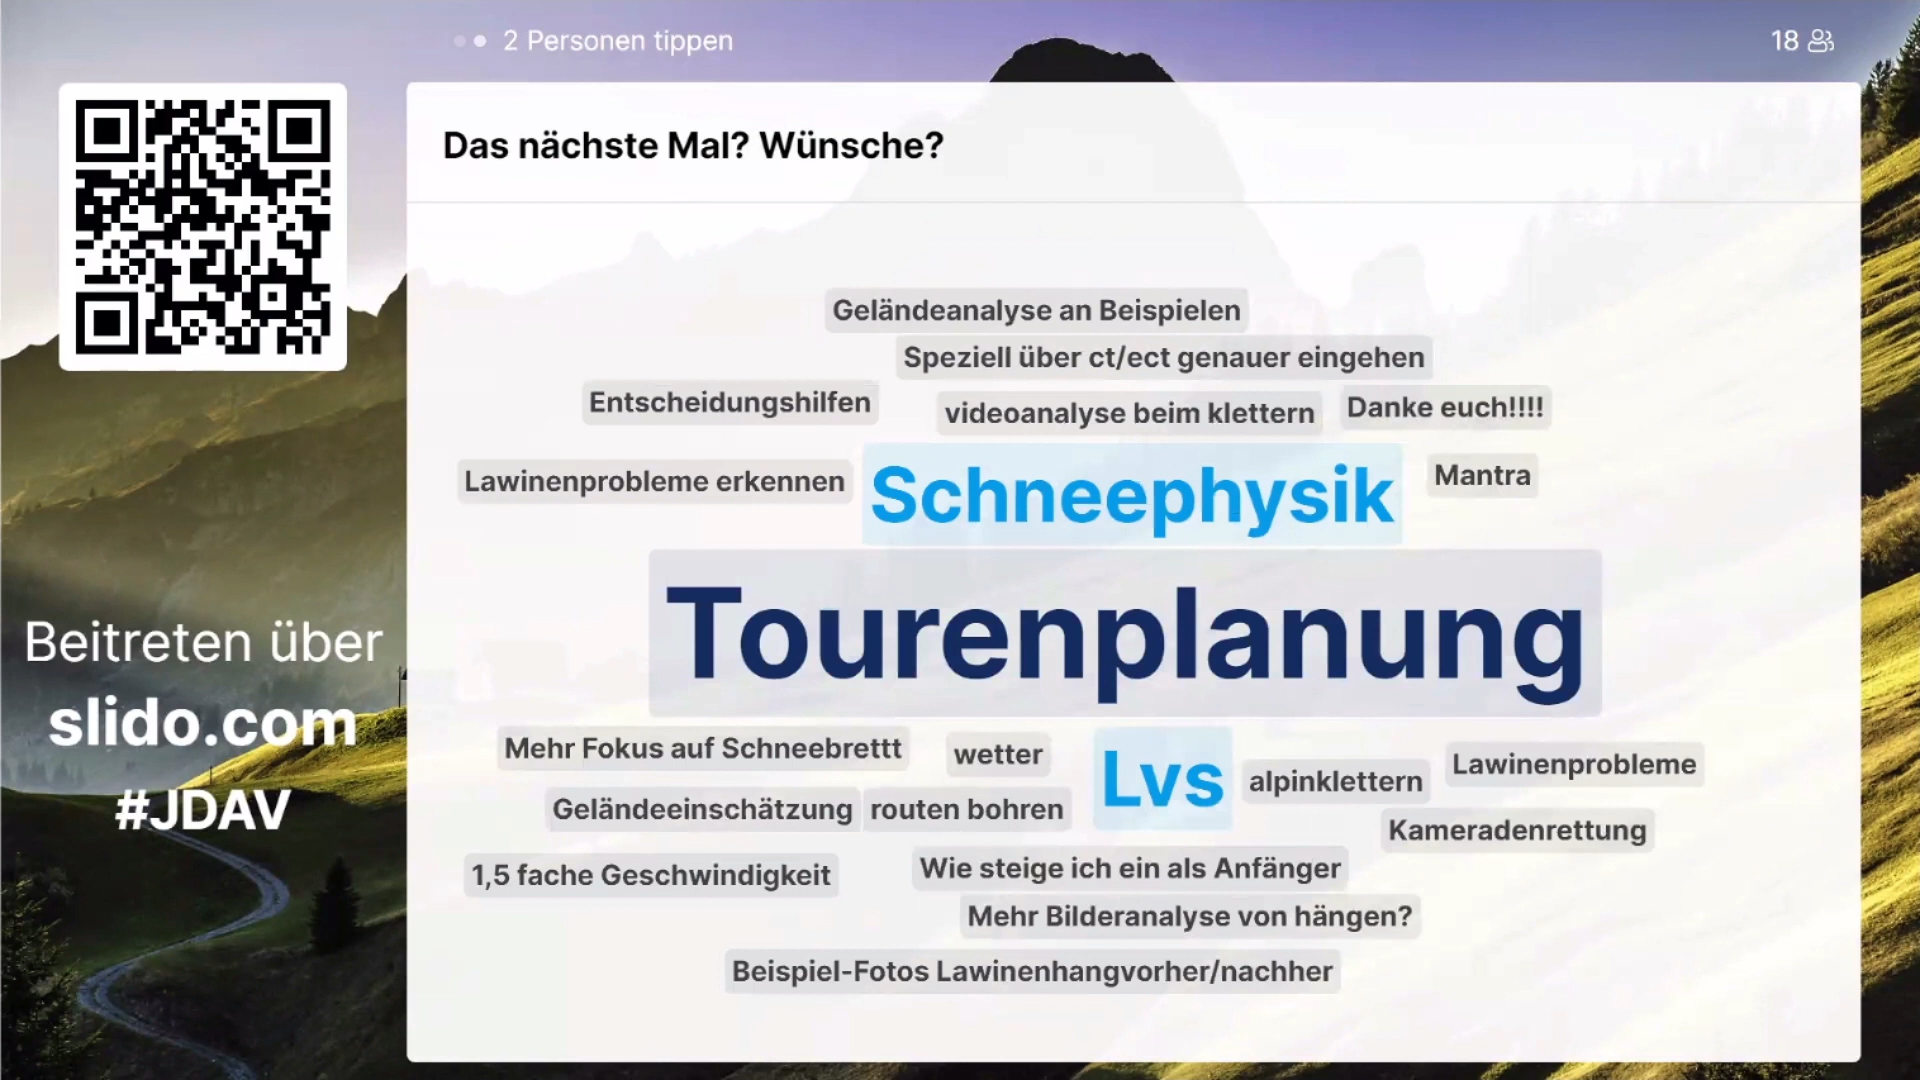 2 Personen tippen
18
Das nächste Mal? Wünsche?
Geländeanalyse an Beispielen
Speziell über ct/ect genauer eingehen
Entscheidungshilfen
videoanalyse beim klettern
Danke euch!!!!
Lawinenprobleme erkennen
Schneephysik
Mantra
Tourenplanung
Mehr Fokus auf Schneebrettt
wetter
Lvs
alpinklettern
Lawinenprobleme
Geländeeinschätzung
routen bohren
Kameradenrettung
1,5 fache Geschwindigkeit
Wie steige ich ein als Anfänger
Mehr Bilderanalyse von hängen?
Beispiel-Fotos Lawinenhangvorher/nachher
Beitreten über
slido.com
#JDAV